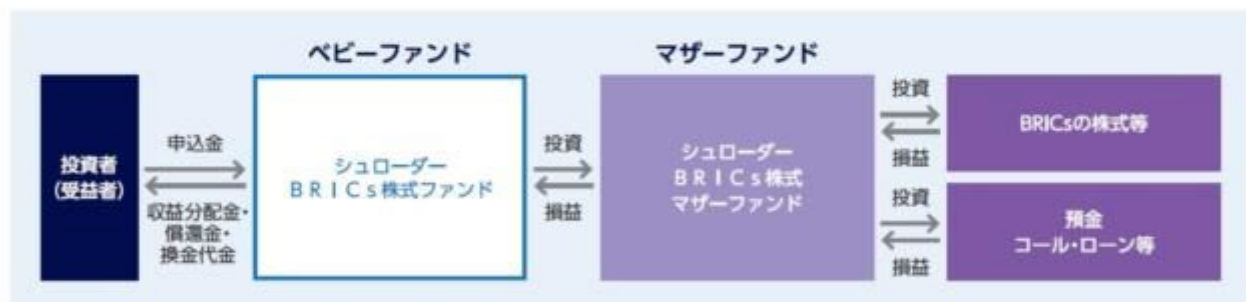 ベビーファンド
マザーファンド
投資者
(受益者)
申込金
収益分配金・
償還金・
換金代金
シュローダー
BRICs株式ファンド
投資
損益
シュローダー
BRICs株式
マザーファンド
投資
損益
BRICsの株式等
投資
損益
預金
コール・ローン等